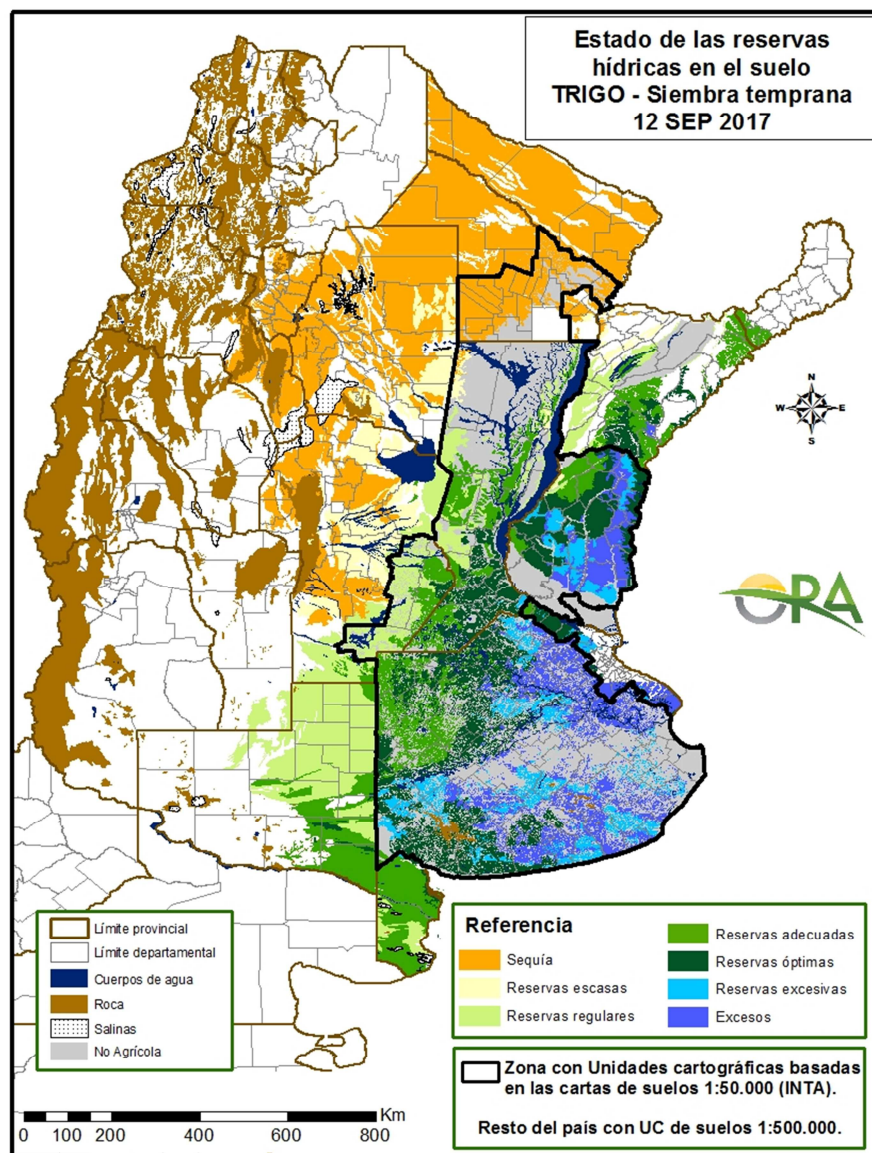 Estado de las reservas
hídricas en el suelo
TRIGO - Siembra temprana
12 SEP 2017
N
W E
S
ORA
Límite provincial
Límite departamental
Cuerpos de agua
Roca
Salinas
No Agrícola
Referencia
Sequía
Reservas escasas
Reservas regulares
Reservas adecuadas
Reservas óptimas
Reservas excesivas
Excesos
Zona con Unidades cartográficas basadas
en las cartas de suelos 1:50.000 (INTA).
Resto del país con UC de suelos 1:500.000.
Km
0 100 200 400 600 800